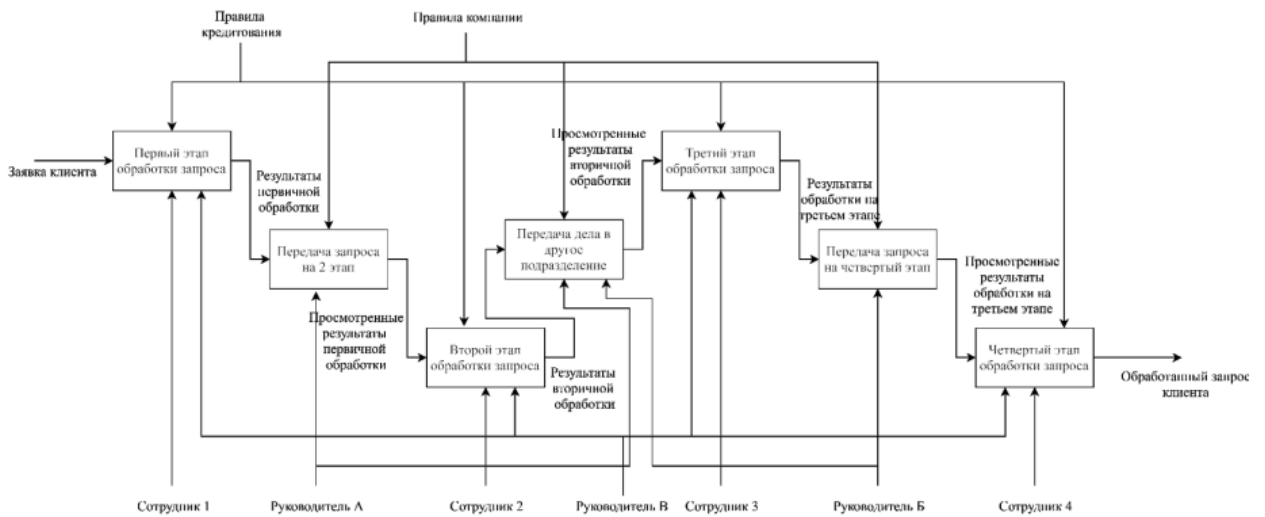 Правила
кредитования
Правила компании
Заявка клиента
Первый этап
обработки запроса
Результаты
первичной
обработки
Передача запроса
на 2 этап
Просмотренные
результаты
первичной
обработки
Второй этап
обработки запроса
Результаты
вторичной
обработки
Передача дела в
другое
подразделение
Просмотренные
результаты
вторичной
обработки
Третий этап
обработки запроса
Результаты
обработки на
третьем этапе
Передача запроса
на четвертый этап
Просмотренные
результаты
обработки на
третьем этапе
Четвертый этап
обработки запроса
Обработанный запрос
клиента
Сотрудник 1
Руководитель А
Сотрудник 2
Руководитель В
Сотрудник 3
Руководитель Б
Сотрудник 4